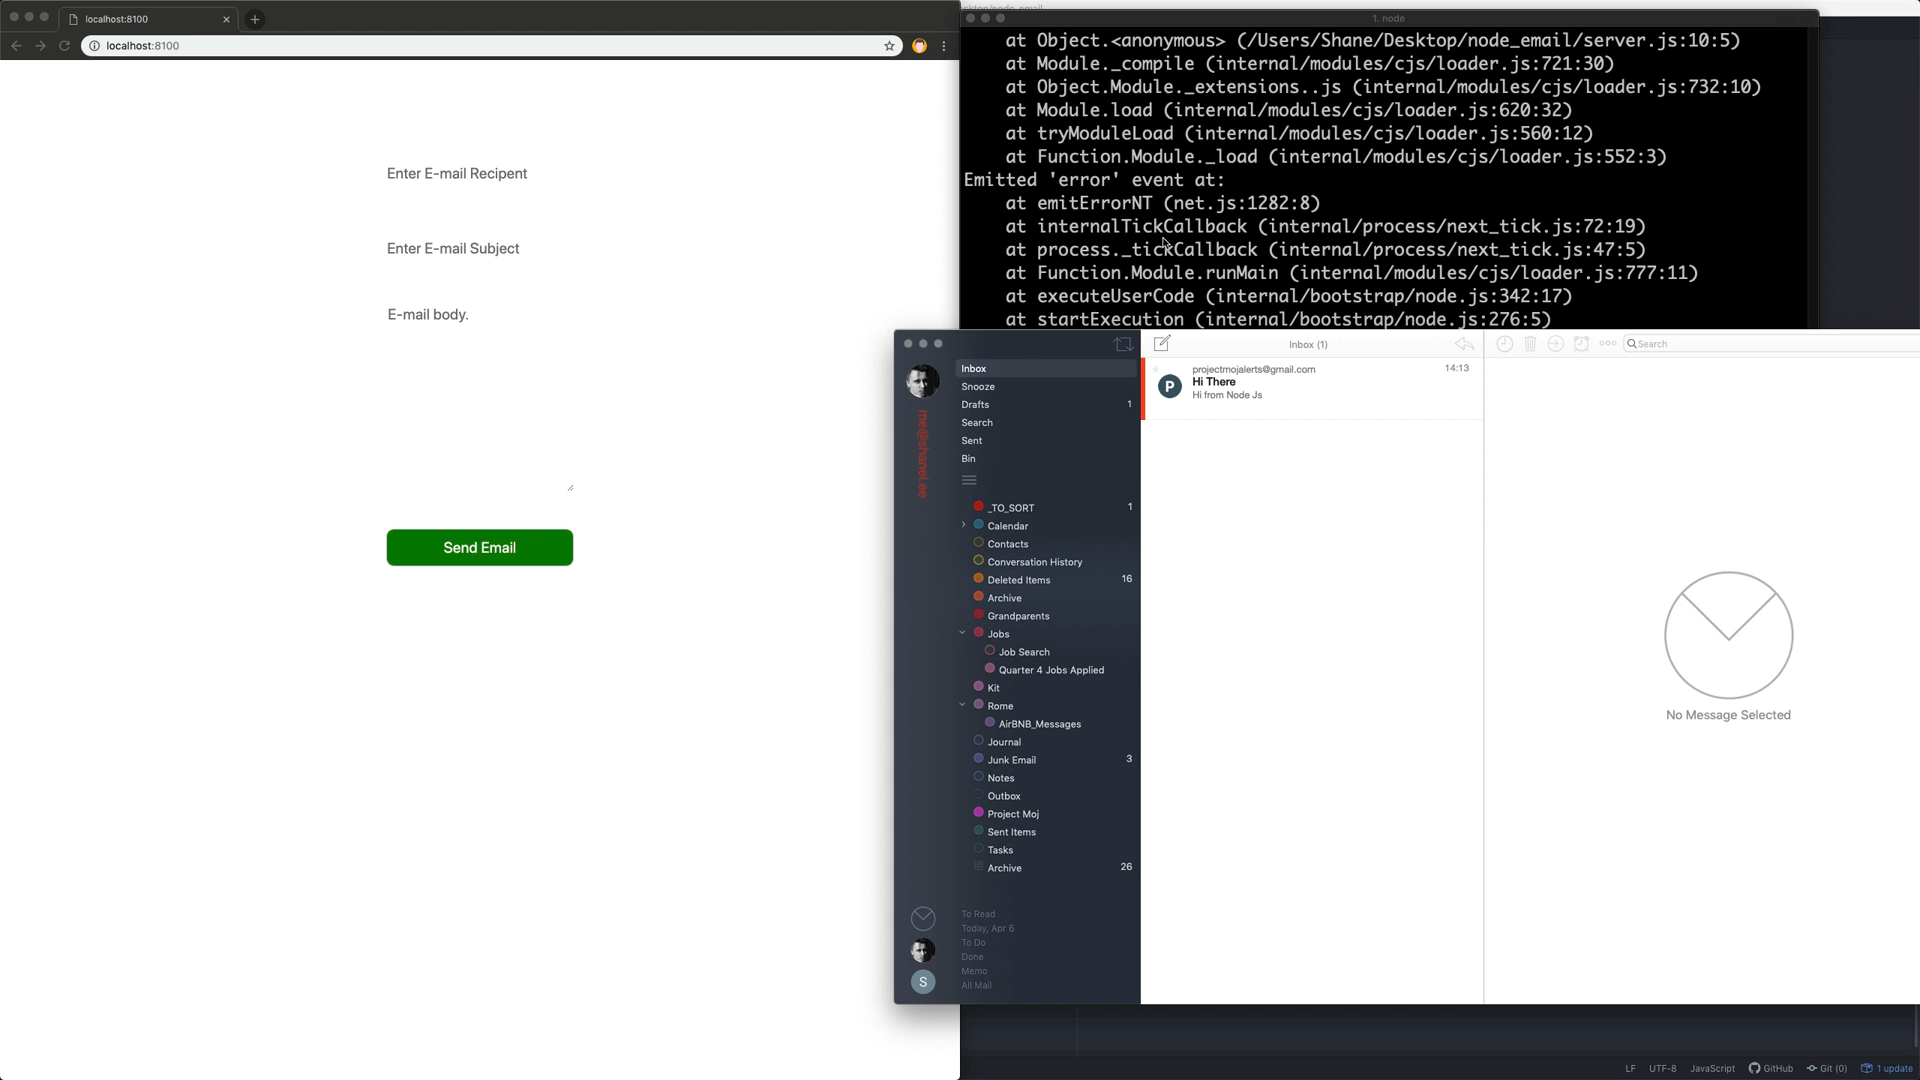 localhost:8100
localhost:8100
Enter E-mail Recipent
Enter E-mail Subject
E-mail body.
Send Email
1. node
at Object.<anonymous> (/Users/Shane/Desktop/node_email/server.js:10:5)
at Module._compile (internal/modules/cjs/loader.js:721:30)
at Object.Module._extensions..js (internal/modules/cjs/loader.js:732:10)
at Module.load (internal/modules/cjs/loader.js:620:32)
at tryModuleLoad (internal/modules/cjs/loader.js:560:12)
at Function.Module._load (internal/modules/cjs/loader.js:552:3)
Emitted 'error' event at:
at emitErrorNT (net.js:1282:8)
at internalTickCallback (internal/process/next_tick.js:72:19)
at process._tickCallback (internal/process/next_tick.js:47:5)
at Function.Module.runMain (internal/modules/cjs/loader.js:777:11)
at executeUserCode (internal/bootstrap/node.js:342:17)
at startExecution (internal/bootstrap/node.js:276:5)
me@shanel.ee
Inbox
Snooze
Drafts 1
Search
Sent
Bin
_TO_SORT 1
Calendar
Contacts
Conversation History
Deleted Items 16
Archive
Grandparents
Jobs
Job Search
Quarter 4 Jobs Applied
Kit
Rome
AirBNB_Messages
Journal
Junk Email 3
Notes
Outbox
Project Moj
Sent Items
Tasks
Archive 26
To Read
Today, Apr 6
To Do
Done
Memo
All Mail
S
Inbox (1)
P
projectmojalerts@gmail.com 14:13
Hi There
Hi from Node Js
Search
No Message Selected
LF UTF-8 JavaScript GitHub Git (0) 1 update